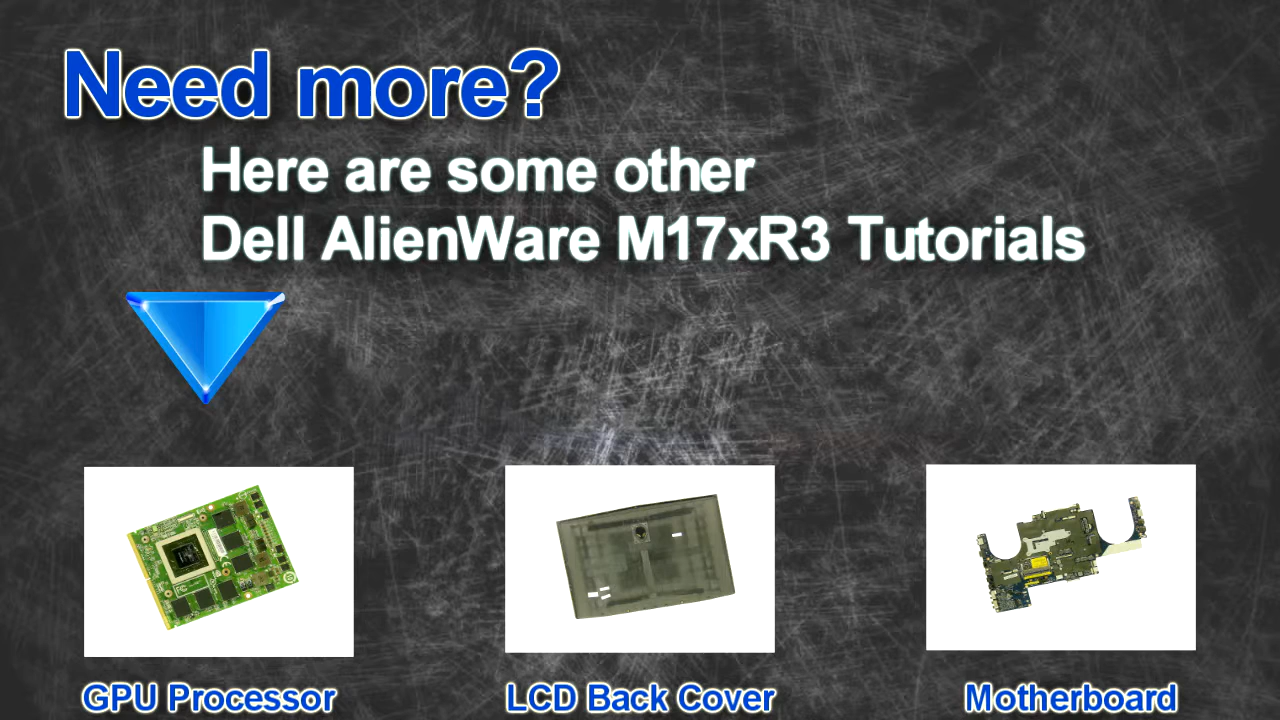 Need more?
Here are some other
Dell AlienWare M17xR3 Tutorials
GPU Processor
LCD Back Cover
Motherboard